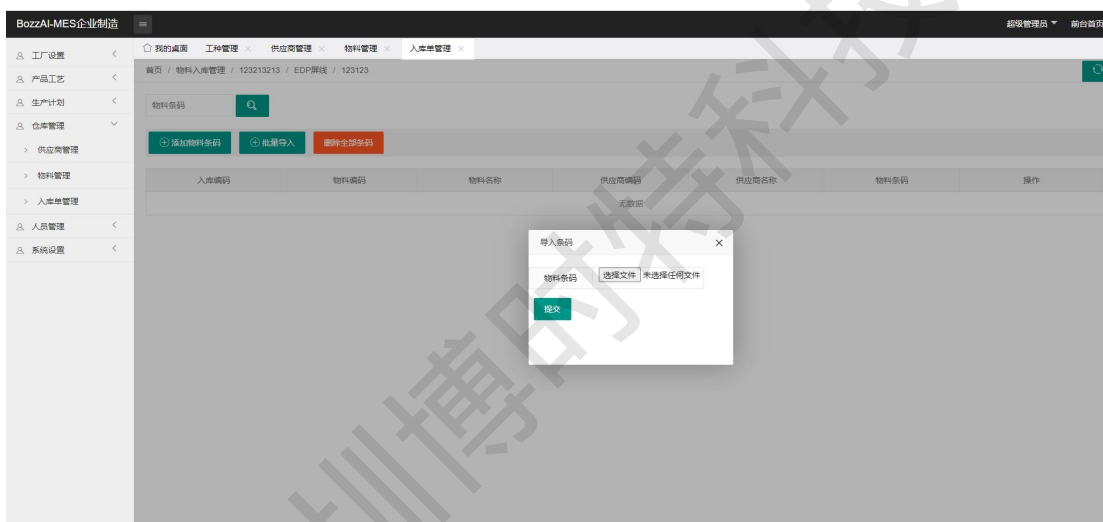 BozzAI-MES企业制造
超级管理员
前台首页
工厂设置
产品工艺
生产计划
仓库管理
供应商管理
物料管理
入库单管理
人员管理
系统设置
我的桌面 工种管理 供应商管理 物料管理 入库单管理
首页 / 物料入库管理 / 123213213 / EDP屏线 / 123123
物料条码
添加物料条码 批量导入 删除全部条码
入库编码 物料编码 物料名称 供应商编码 供应商名称 物料条码 操作
无数据
导入条码
物料条码 选择文件 未选择任何文件
提交
圳博时特科技